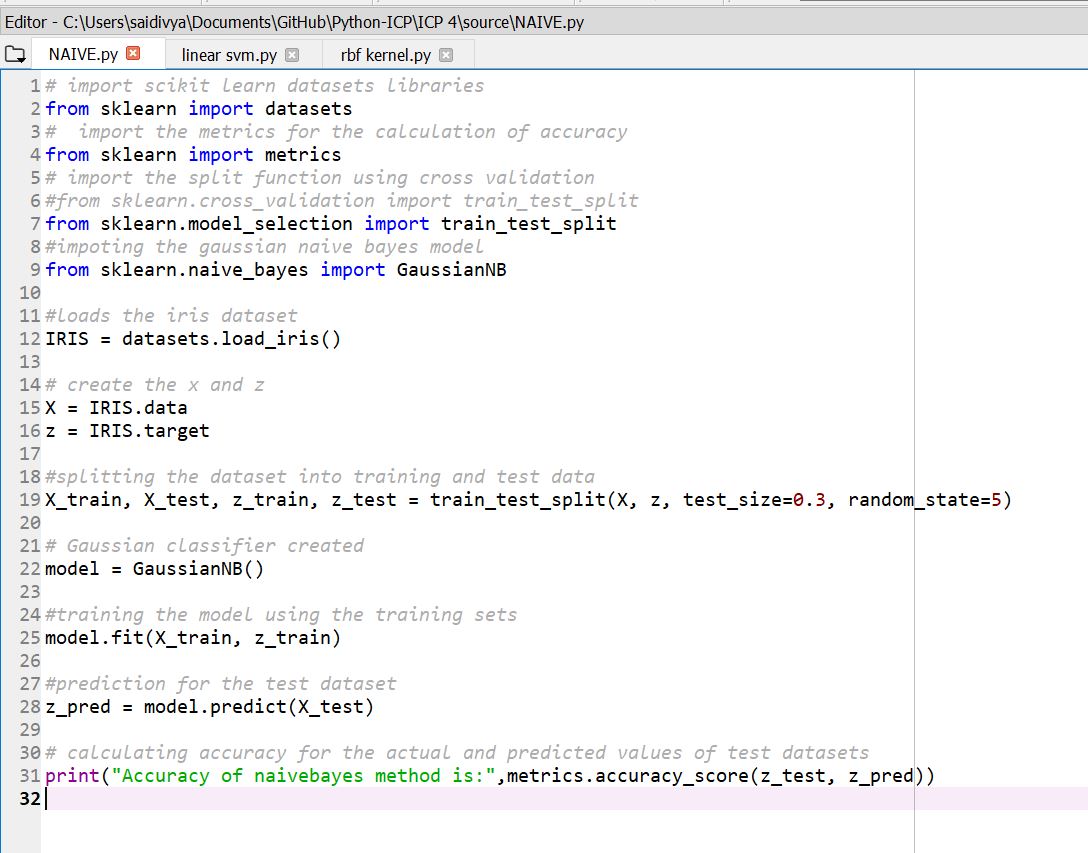 Editor - C:\Users\saidivya\Documents\GitHub\Python-ICP\ICP 4\source\NAIVE.py
NAIVE.py linear svm.py rbf kernel.py
1 # import scikit learn datasets libraries
2 from sklearn import datasets
3 #  import the metrics for the calculation of accuracy
4 from sklearn import metrics
5 # import the split function using cross validation
6 #from sklearn.cross_validation import train_test_split
7 from sklearn.model_selection import train_test_split
8 #impoting the gaussian naive bayes model
9 from sklearn.naive_bayes import GaussianNB
10
11 #loads the iris dataset
12 IRIS = datasets.load_iris()
13
14 # create the x and z
15 X = IRIS.data
16 z = IRIS.target
17
18 #splitting the dataset into training and test data
19 X_train, X_test, z_train, z_test = train_test_split(X, z, test_size=0.3, random_state=5)
20
21 # Gaussian classifier created
22 model = GaussianNB()
23
24 #training the model using the training sets
25 model.fit(X_train, z_train)
26
27 #prediction for the test dataset
28 z_pred = model.predict(X_test)
29
30 # calculating accuracy for the actual and predicted values of test datasets
31 print("Accuracy of naivebayes method is:",metrics.accuracy_score(z_test, z_pred))
32